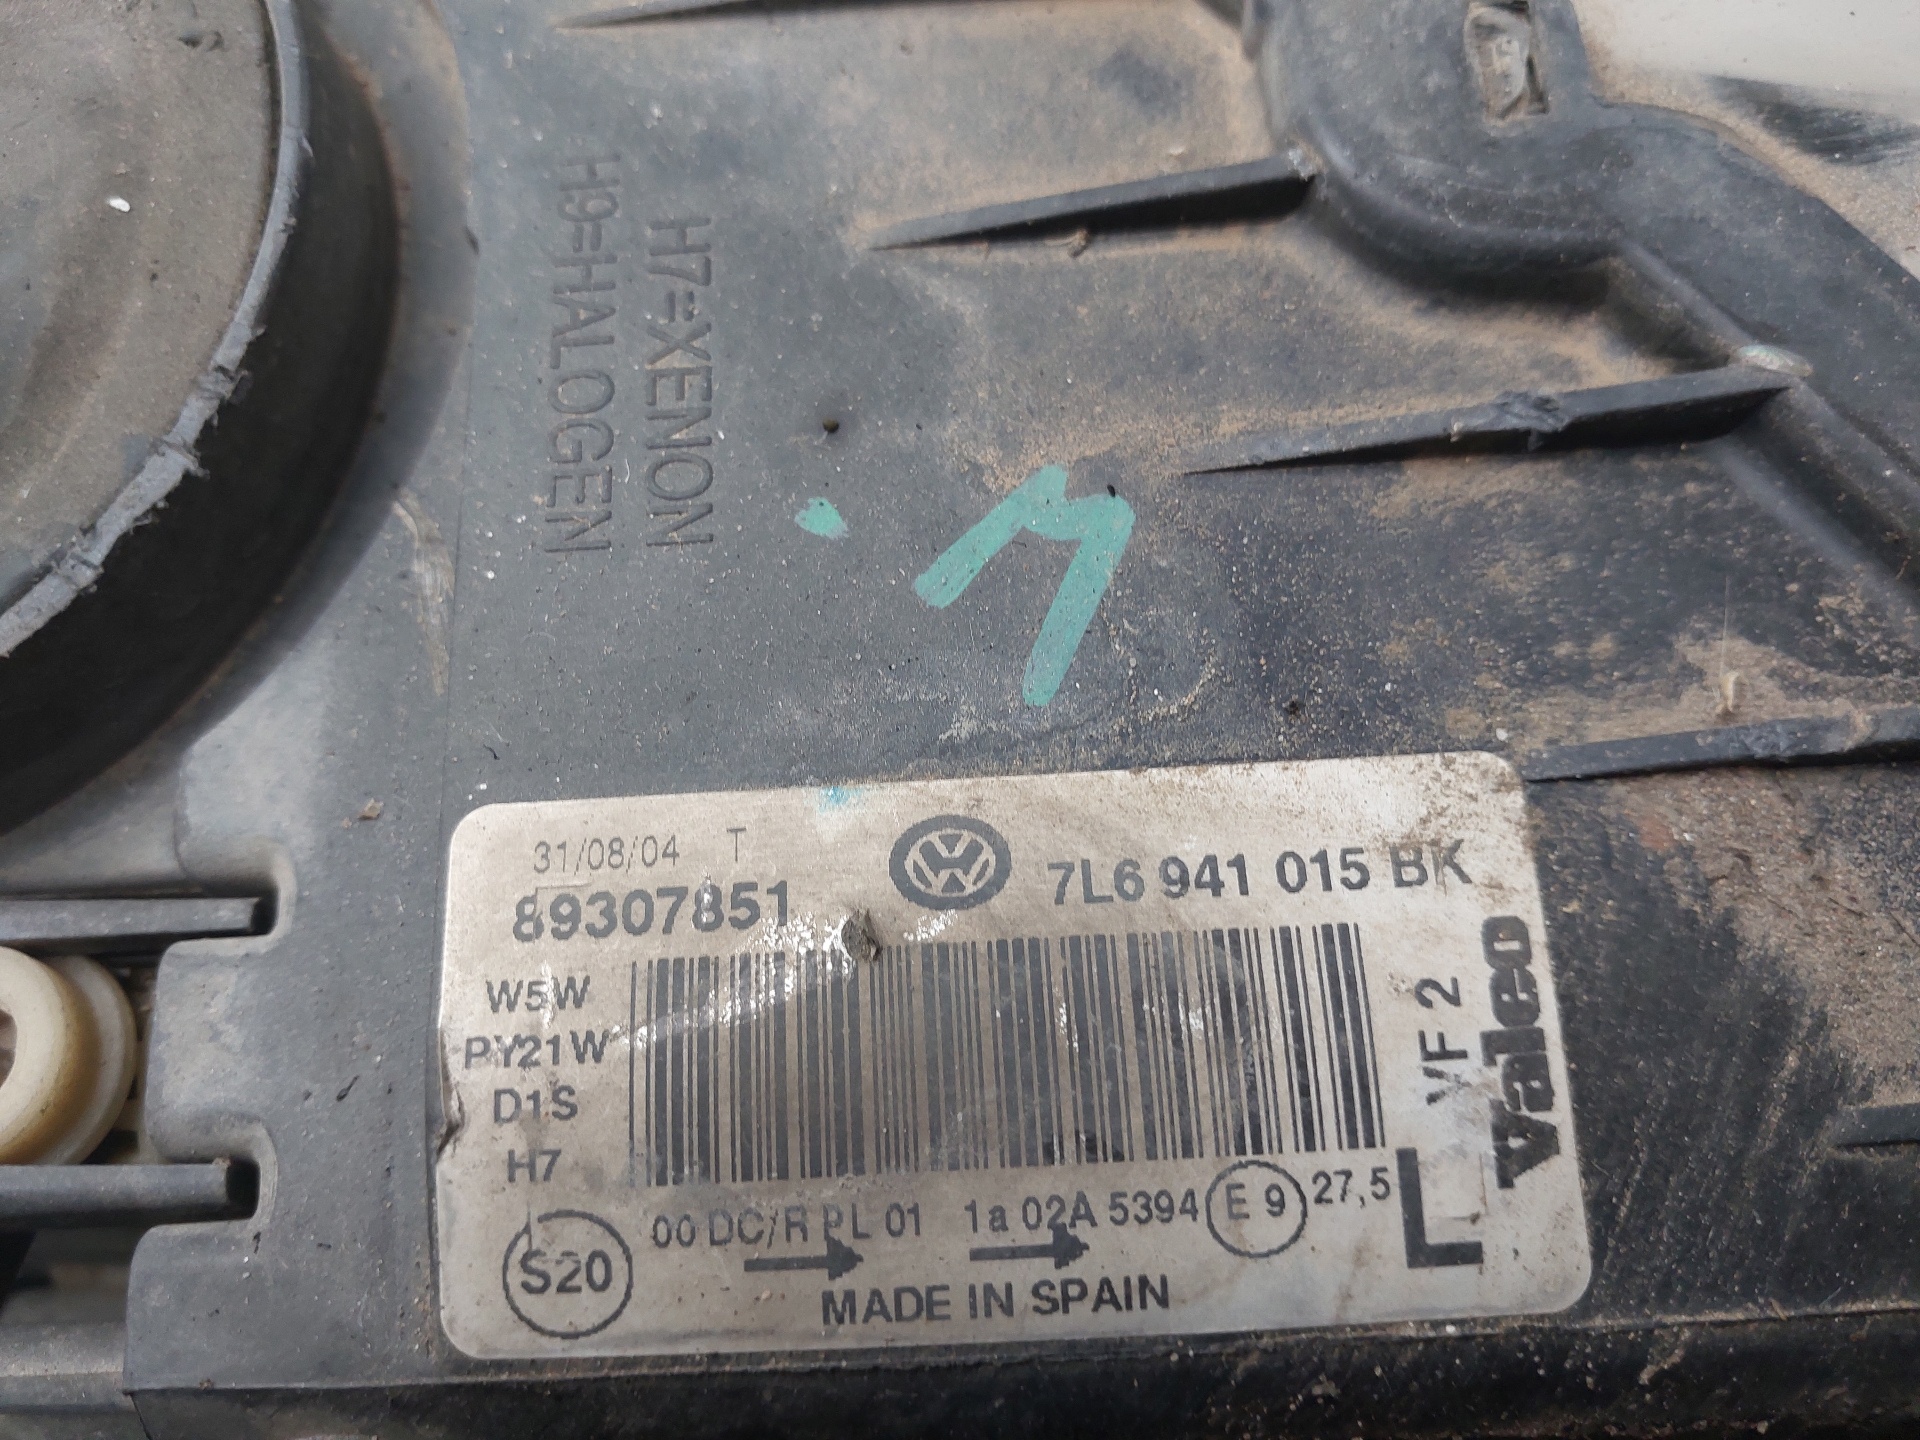 H7=XENON
H9=HALOGEN
31/08/04 T
89307851
7L6 941 015 BK
W5W
PY21W
D1S
H7
VF 2
Valeo
00 DC/R PL 01 1a 02A 5394 E 9 27,5
L
S20
MADE IN SPAIN